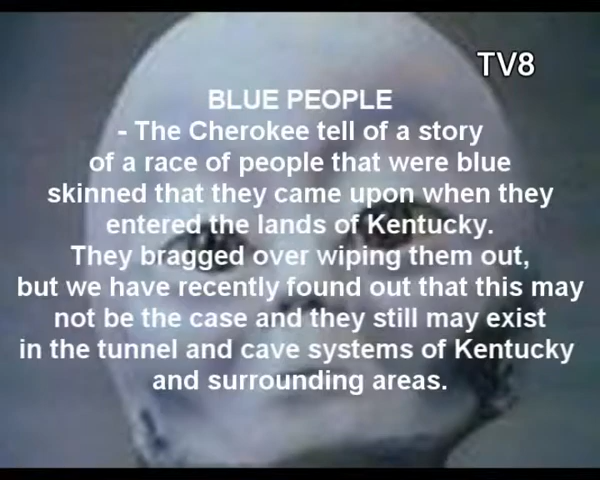 TV8
BLUE PEOPLE
- The Cherokee tell of a story
of a race of people that were blue
skinned that they came upon when they
entered the lands of Kentucky.
They bragged over wiping them out,
but we have recently found out that this may
not be the case and they still may exist
in the tunnel and cave systems of Kentucky
and surrounding areas.